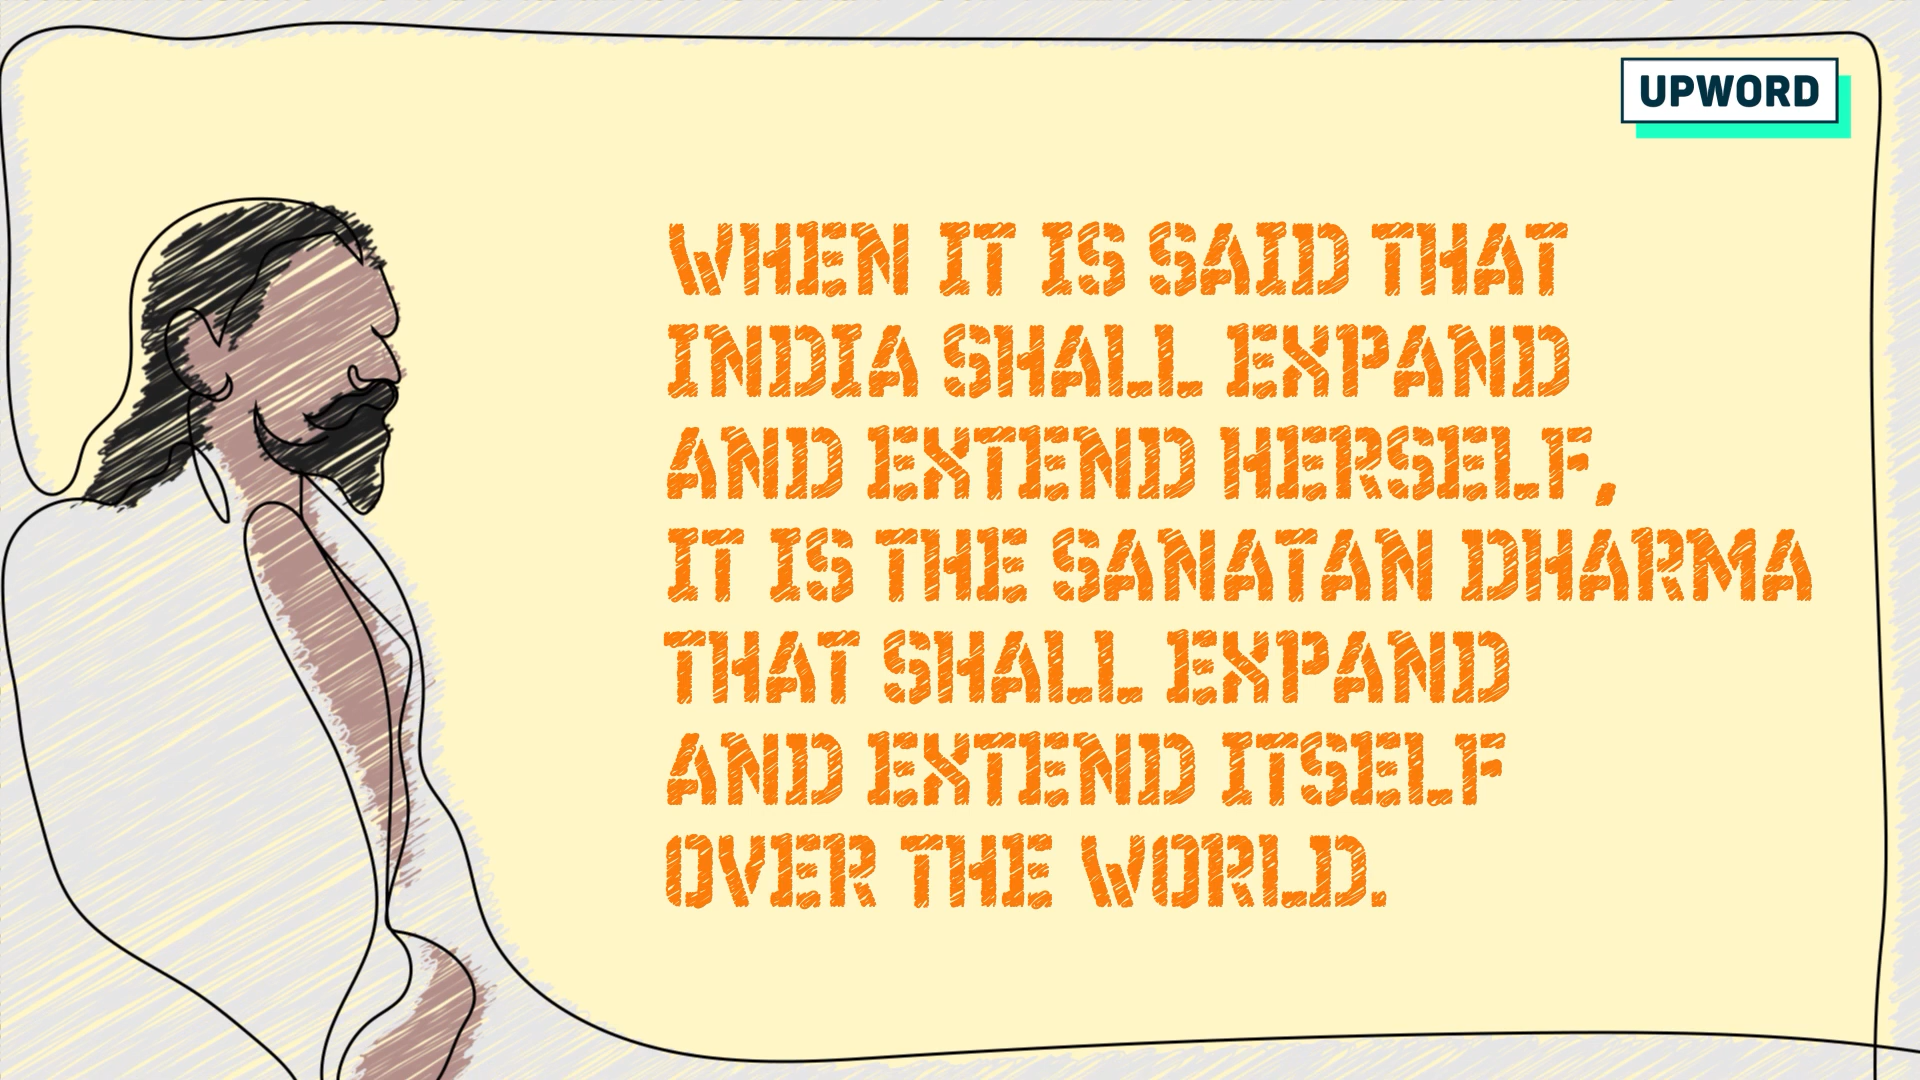 UPWORD
WHEN IT IS SAID THAT
INDIA SHALL EXPAND
AND EXTEND HERSELF,
IT IS THE SANATAN DHARMA
THAT SHALL EXPAND
AND EXTEND ITSELF
OVER THE WORLD.